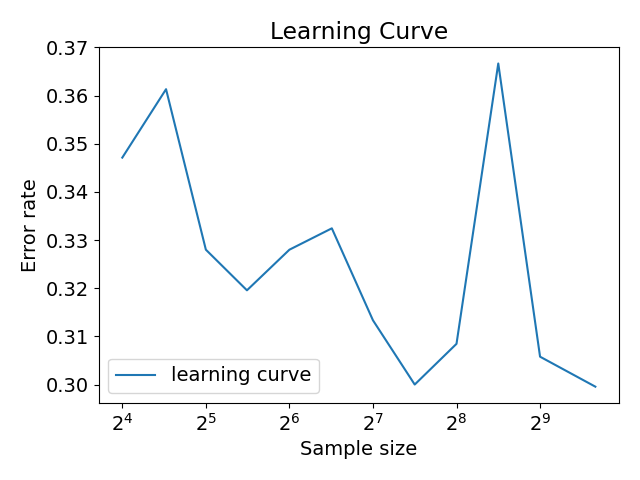 Learning Curve
0.37
0.36
0.35
0.34
0.33
0.32
0.31
0.30
Error rate
learning curve
2⁴ 2⁵ 2⁶ 2⁷ 2⁸ 2⁹
Sample size